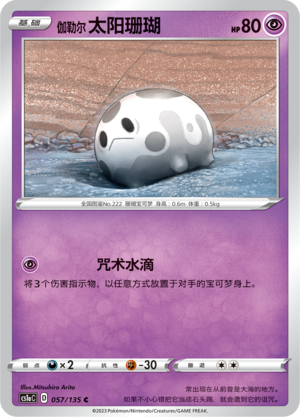 基础 伽勒尔 太阳珊瑚 HP80
全国图鉴No.222 珊瑚宝可梦 身高：0.6m 体重：0.5kg
咒术水滴
将3个伤害指示物，以任意方式放置于对手的宝可梦身上。
弱点 ×2 抗性 -30 撤退
Illus.Mitsuhiro Arita
CS1aC D 057/135 C
常常出现在从前曾是大海的地方。
如果不小心错把它当成石头踢，就会遭到它的诅咒。
©2023 Pokémon/Nintendo/Creatures/GAME FREAK.